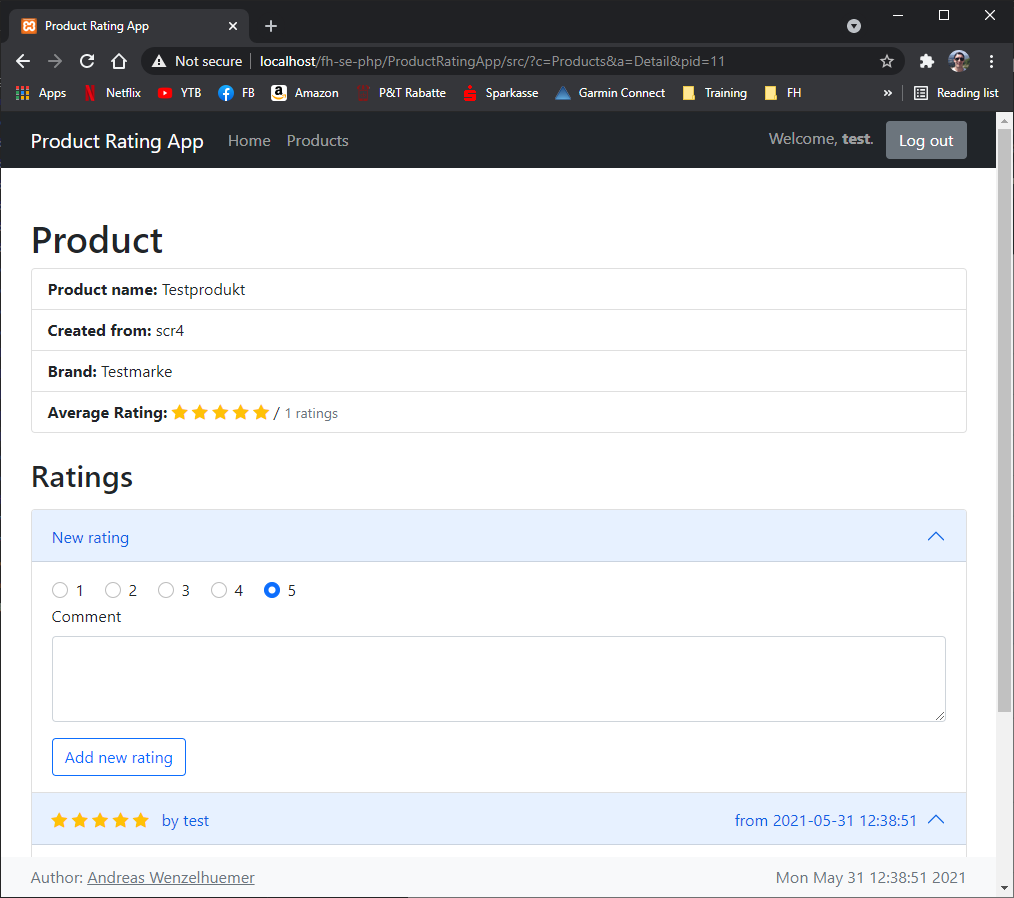 Product Rating App
Not secure localhost/fh-se-php/ProductRatingApp/src/?c=Products&a=Detail&pid=11
Apps Netflix YTB FB Amazon P&T Rabatte Sparkasse Garmin Connect Training FH » Reading list
Product Rating App Home Products Welcome, test. Log out
Product
Product name: Testprodukt
Created from: scr4
Brand: Testmarke
Average Rating: / 1 ratings
Ratings
New rating
1 2 3 4 5
Comment
Add new rating
by test from 2021-05-31 12:38:51
Author: Andreas Wenzelhuemer Mon May 31 12:38:51 2021